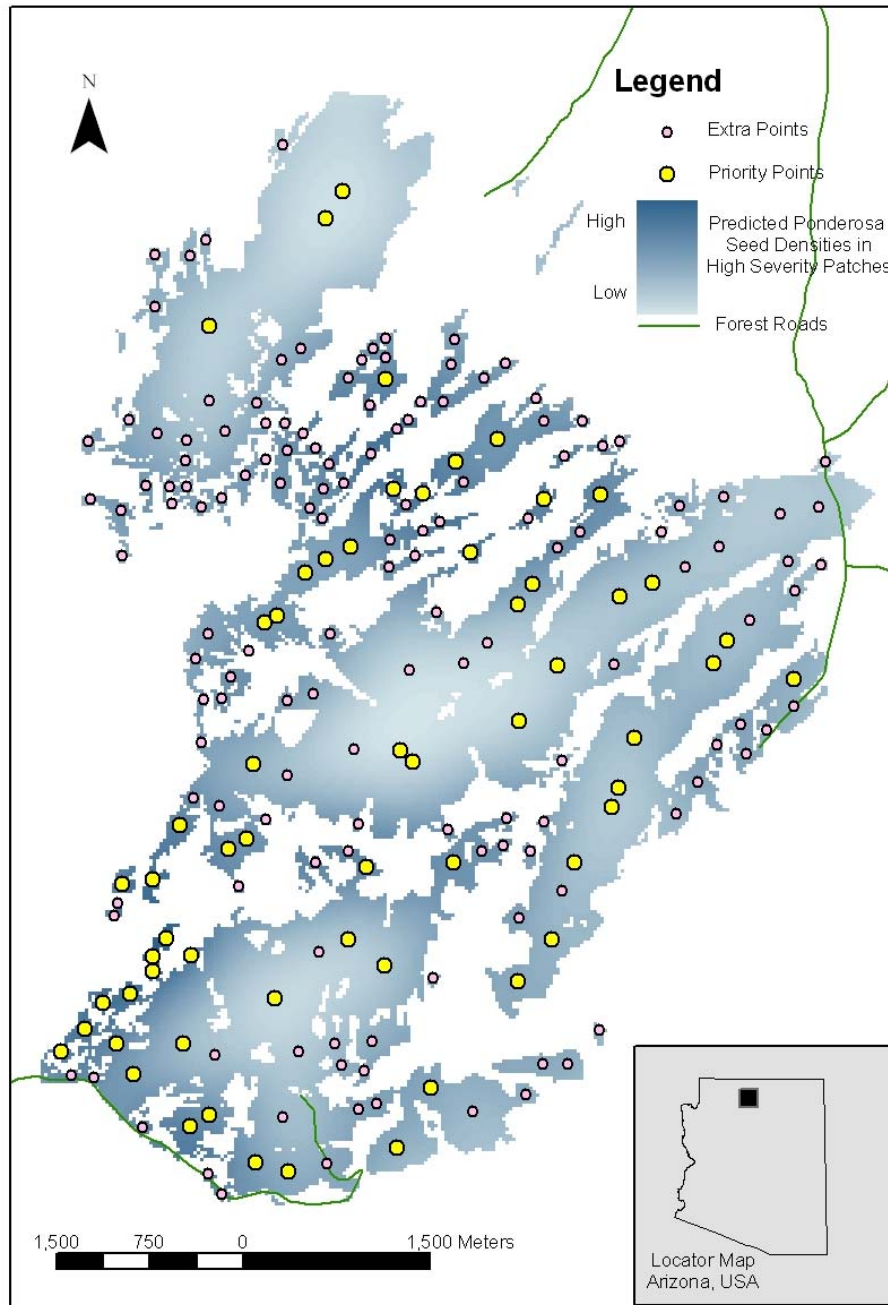 N
Legend
Extra Points
Priority Points
High
Low
Predicted Ponderosa
Seed Densities in
High Severity Patches
Forest Roads
1,500 750 0 1,500 Meters
Locator Map
Arizona, USA